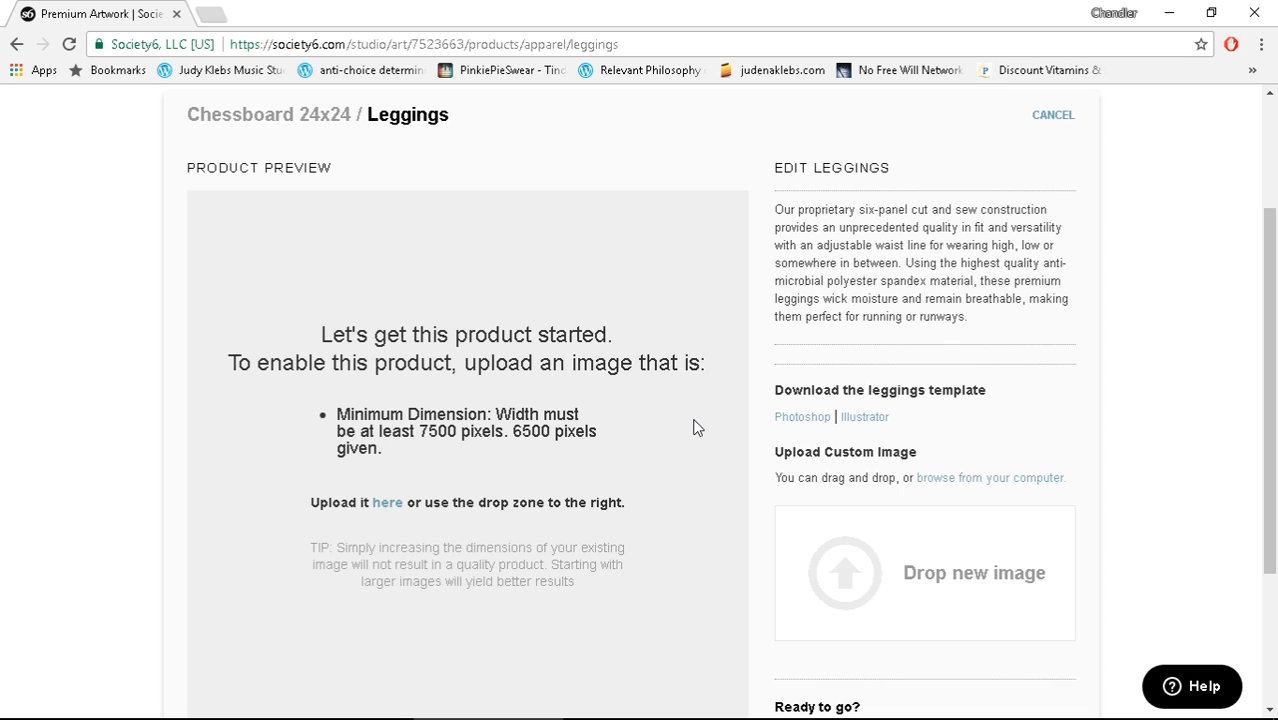 Premium Artwork | Socie
Chandler
Society6, LLC [US]
https://society6.com/studio/art/7523663/products/apparel/leggings
Apps
Bookmarks
Judy Klebs Music Stu
anti-choice determin
PinkiePieSwear - Tind
Relevant Philosophy
judenaklebs.com
No Free Will Network
Discount Vitamins &
»
Chessboard 24x24 / Leggings
CANCEL
PRODUCT PREVIEW
Let's get this product started.
To enable this product, upload an image that is:
• Minimum Dimension: Width must
be at least 7500 pixels. 6500 pixels
given.
Upload it here or use the drop zone to the right.
TIP: Simply increasing the dimensions of your existing
image will not result in a quality product. Starting with
larger images will yield better results
EDIT LEGGINGS
Our proprietary six-panel cut and sew construction
provides an unprecedented quality in fit and versatility
with an adjustable waist line for wearing high, low or
somewhere in between. Using the highest quality anti-
microbial polyester spandex material, these premium
leggings wick moisture and remain breathable, making
them perfect for running or runways.
Download the leggings template
Photoshop | Illustrator
Upload Custom Image
You can drag and drop, or browse from your computer.
Drop new image
Ready to go?
Help